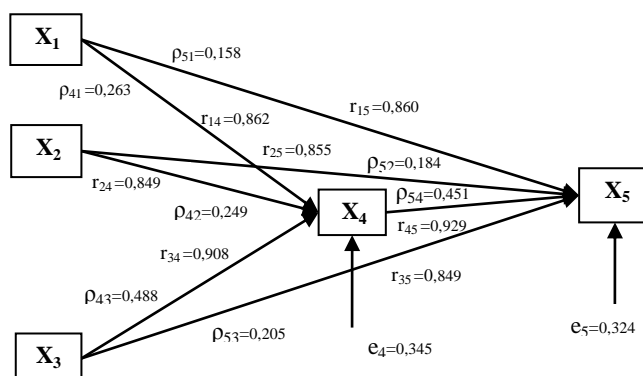 X₁
ρ₅₁=0,158
ρ₄₁=0,263
r₁₅=0,860
r₁₄=0,862
X₂
r₂₅=0,855
ρ₅₂=0,184
r₂₄=0,849
X₅
ρ₅₄=0,451
ρ₄₂=0,249
X₄
r₄₅=0,929
r₃₄=0,908
r₃₅=0,849
ρ₄₃=0,488
ρ₅₃=0,205
e₅=0,324
X₃
e₄=0,345